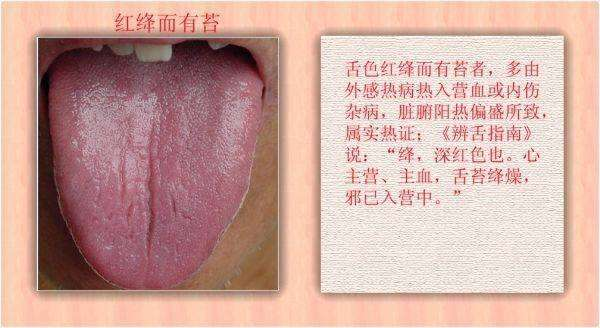 红绛而有苔
舌色红绛而有苔者，多由
外感热病热入营血或内伤
杂病，脏腑阳热偏盛所致，
属实热证；《辨舌指南》
说：“绛，深红色也。心
主营、主血，舌苔绛燥，
邪已入营中。”